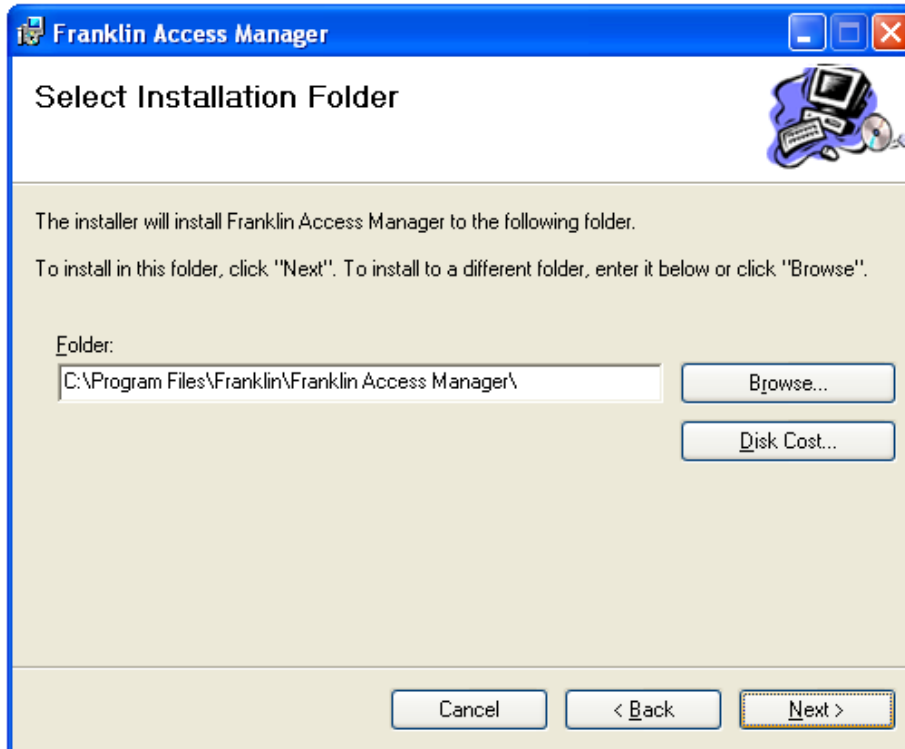 Franklin Access Manager
Select Installation Folder
The installer will install Franklin Access Manager to the following folder.
To install in this folder, click "Next". To install to a different folder, enter it below or click "Browse".
Folder:
C:\Program Files\Franklin\Franklin Access Manager\
Browse...
Disk Cost...
Cancel
< Back
Next >